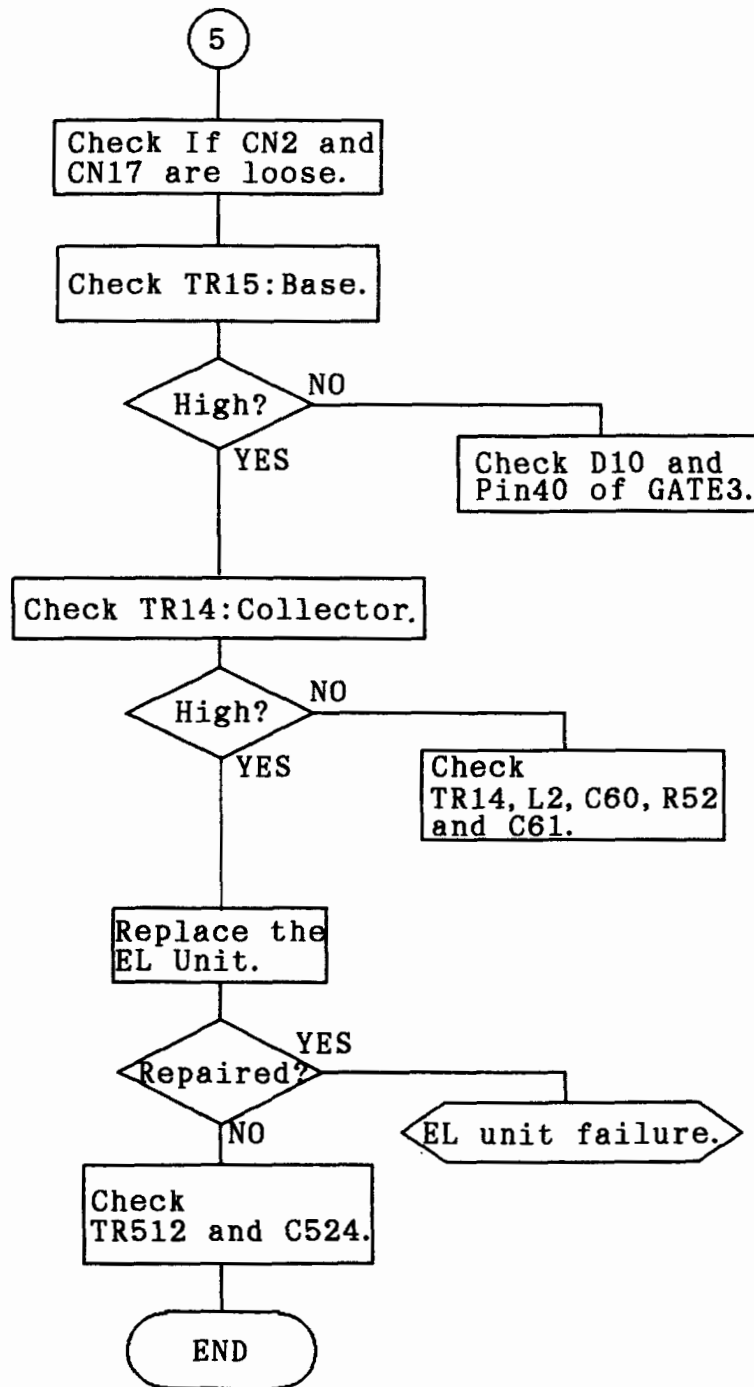 5
Check If CN2 and
CN17 are loose.
Check TR15:Base.
High?
NO
YES
Check D10 and
Pin40 of GATE3.
Check TR14:Collector.
High?
NO
YES
Check
TR14, L2, C60, R52
and C61.
Replace the
EL Unit.
Repaired?
YES
NO
EL unit failure.
Check
TR512 and C524.
END